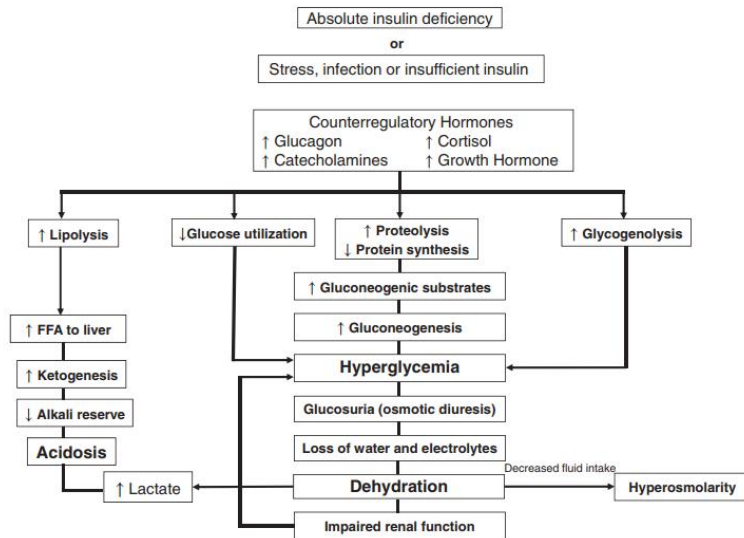 Absolute insulin deficiency
or
Stress, infection or insufficient insulin
Counterregulatory Hormones
↑ Glucagon ↑ Cortisol
↑ Catecholamines ↑ Growth Hormone
↑ Lipolysis
↓Glucose utilization
↑ Proteolysis
↓ Protein synthesis
↑ Glycogenolysis
↑ Gluconeogenic substrates
↑ FFA to liver
↑ Gluconeogenesis
Hyperglycemia
↑ Ketogenesis
↓ Alkali reserve
Glucosuria (osmotic diuresis)
Acidosis
Loss of water and electrolytes
↑ Lactate
Dehydration
Decreased fluid intake
Hyperosmolarity
Impaired renal function